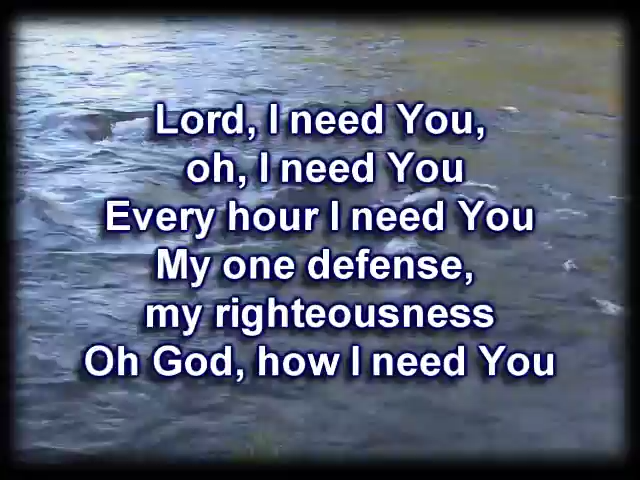 Lord, I need You,
oh, I need You
Every hour I need You
My one defense,
my righteousness
Oh God, how I need You